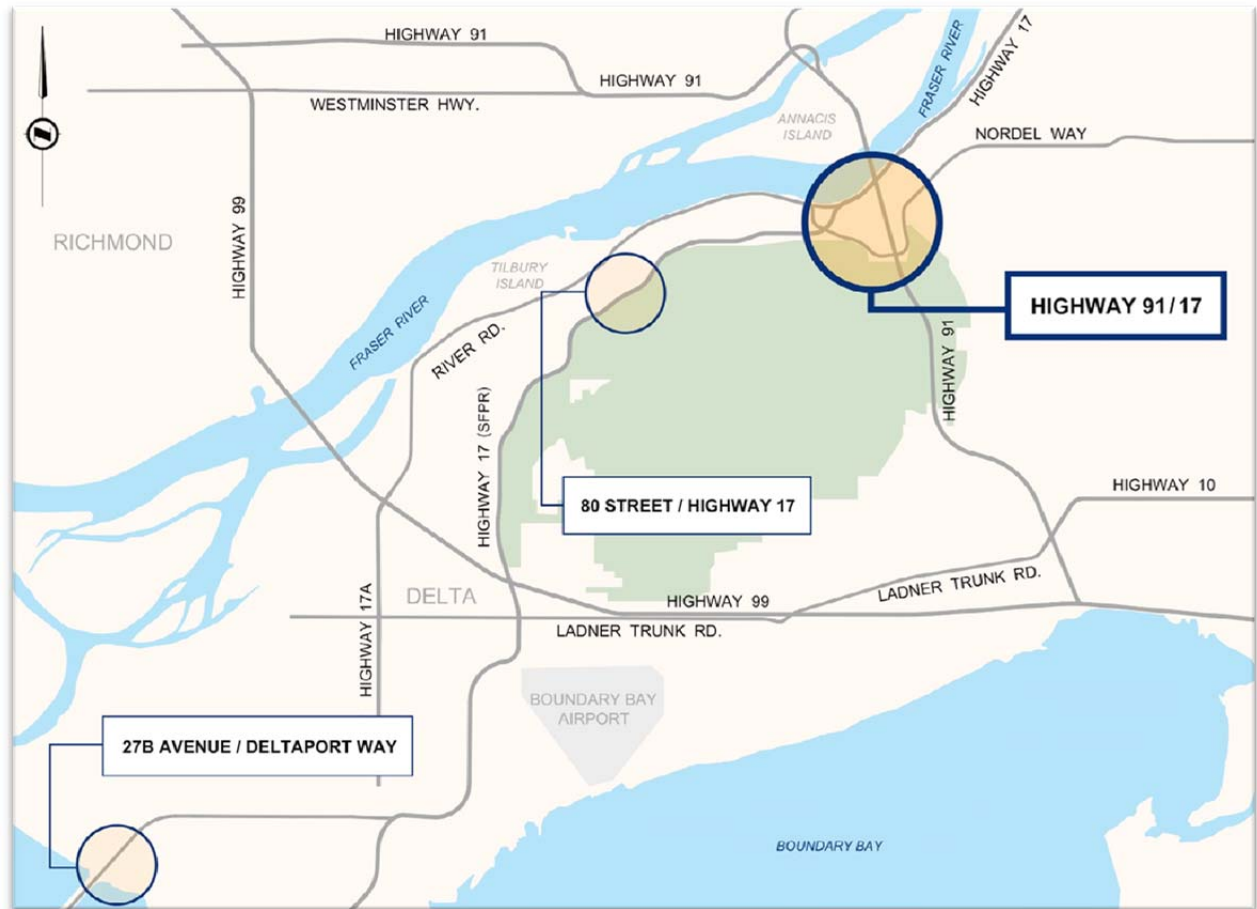 HIGHWAY 91
HIGHWAY 91
WESTMINSTER HWY.
FRASER RIVER
HIGHWAY 17
ANNACIS
ISLAND
NORDEL WAY
HIGHWAY 99
RICHMOND
TILBURY
ISLAND
FRASER RIVER
RIVER RD.
HIGHWAY 91/17
HIGHWAY 91
HIGHWAY 17 (SFPR)
80 STREET / HIGHWAY 17
HIGHWAY 10
LADNER TRUNK RD.
HIGHWAY 17A
DELTA
HIGHWAY 99
LADNER TRUNK RD.
BOUNDARY BAY
AIRPORT
27B AVENUE / DELTAPORT WAY
BOUNDARY BAY